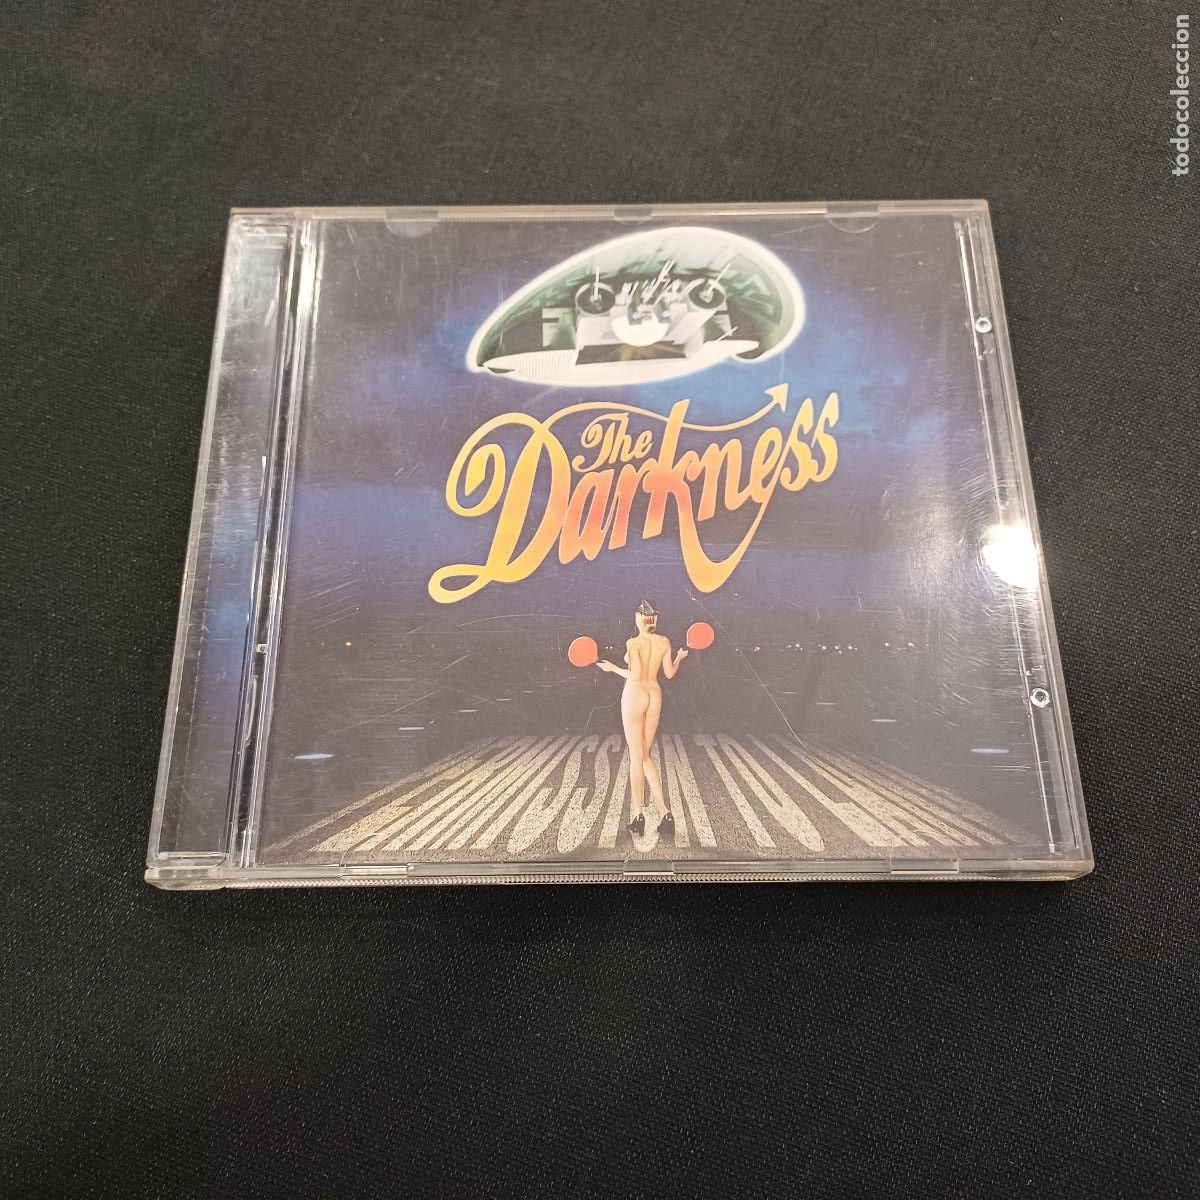 The
Darkness
PERMISSION TO LAND
todocoleccion